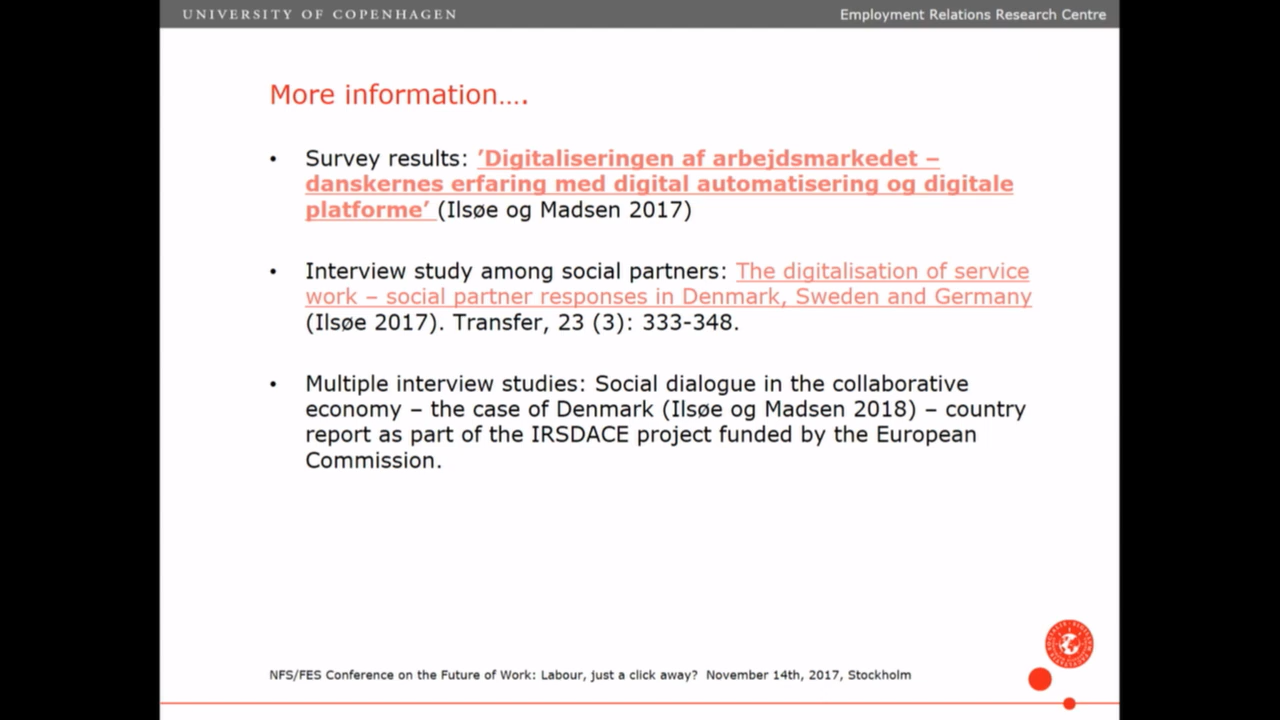 UNIVERSITY OF COPENHAGEN
Employment Relations Research Centre
More information….
• Survey results: ’Digitaliseringen af arbejdsmarkedet –
danskernes erfaring med digital automatisering og digitale
platforme’ (Ilsøe og Madsen 2017)
• Interview study among social partners: The digitalisation of service
work – social partner responses in Denmark, Sweden and Germany
(Ilsøe 2017). Transfer, 23 (3): 333-348.
• Multiple interview studies: Social dialogue in the collaborative
economy – the case of Denmark (Ilsøe og Madsen 2018) – country
report as part of the IRSDACE project funded by the European
Commission.
NFS/FES Conference on the Future of Work: Labour, just a click away? November 14th, 2017, Stockholm